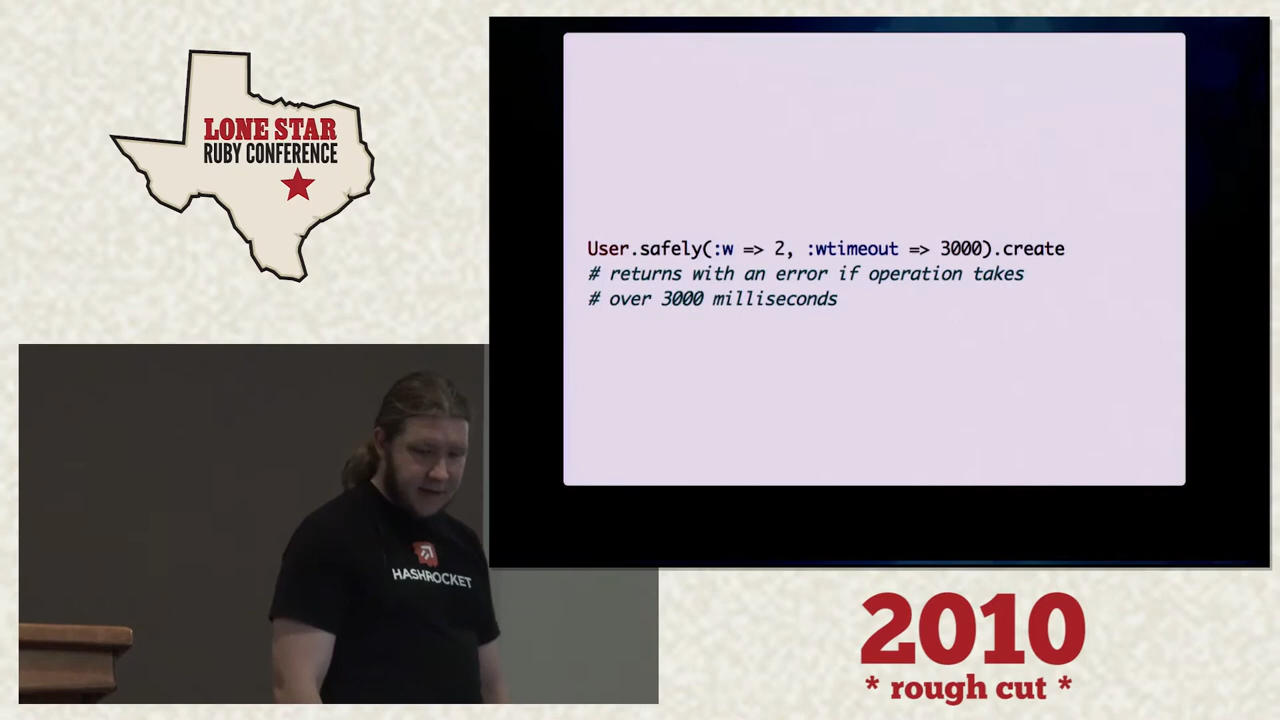 LONE STAR
RUBY CONFERENCE
User.safely(:w => 2, :wtimeout => 3000).create
# returns with an error if operation takes
# over 3000 milliseconds
HASHROCKET
2010
* rough cut *